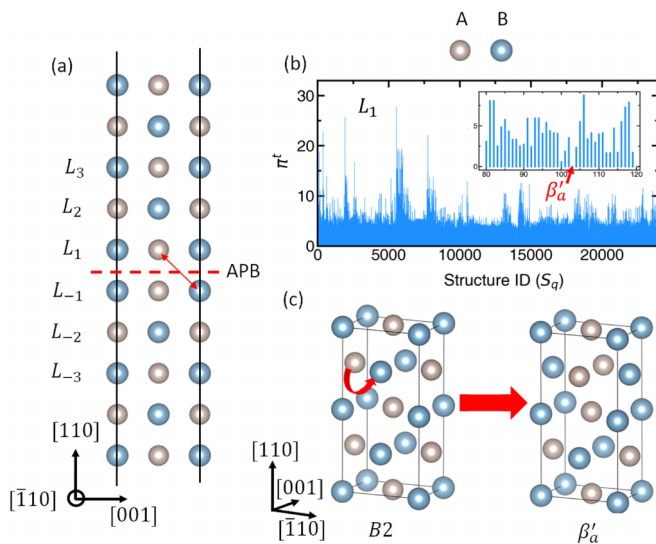 A B
(a)
L₃
L₂
L₁
APB
L₋₁
L₋₂
L₋₃
[110]
[1̄10]
[001]
(b)
L₁
πᵗ
30
20
10
0
0 5000 10000 15000 20000
Structure ID (S_q)
5
0
80 90 100 110 120
β′ₐ
(c)
[110]
[001]
[1̄10]
B2
β′ₐ